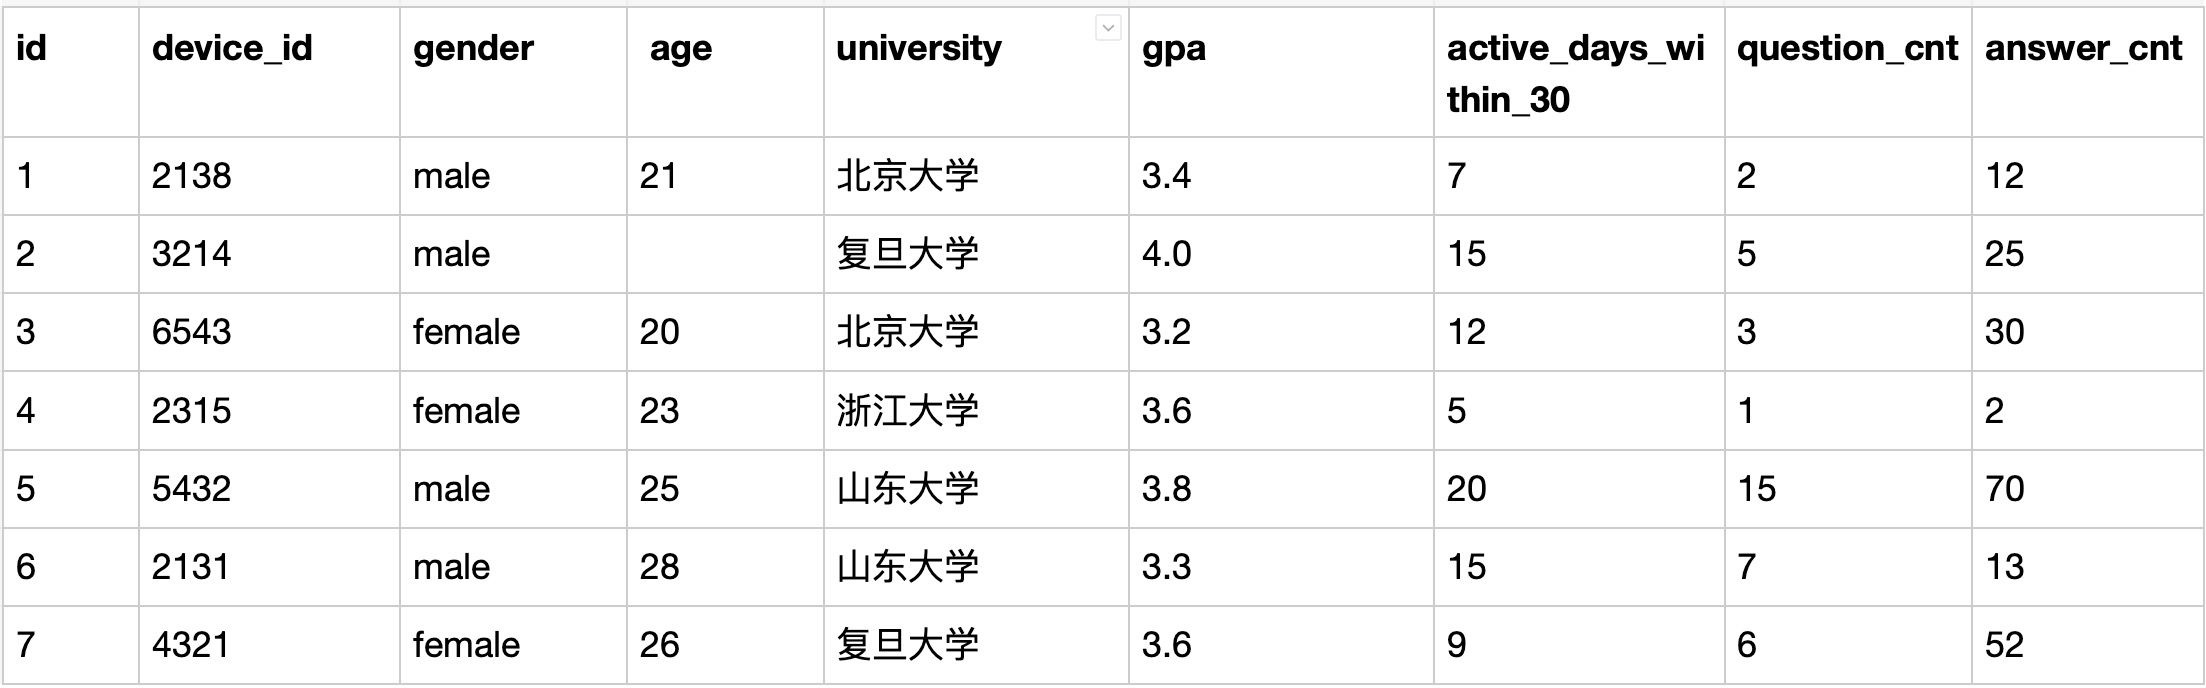 id device_id gender age university gpa active_days_wi question_cnt answer_cnt
thin_30
1 2138 male 21 北京大学 3.4 7 2 12
2 3214 male 复旦大学 4.0 15 5 25
3 6543 female 20 北京大学 3.2 12 3 30
4 2315 female 23 浙江大学 3.6 5 1 2
5 5432 male 25 山东大学 3.8 20 15 70
6 2131 male 28 山东大学 3.3 15 7 13
7 4321 female 26 复旦大学 3.6 9 6 52